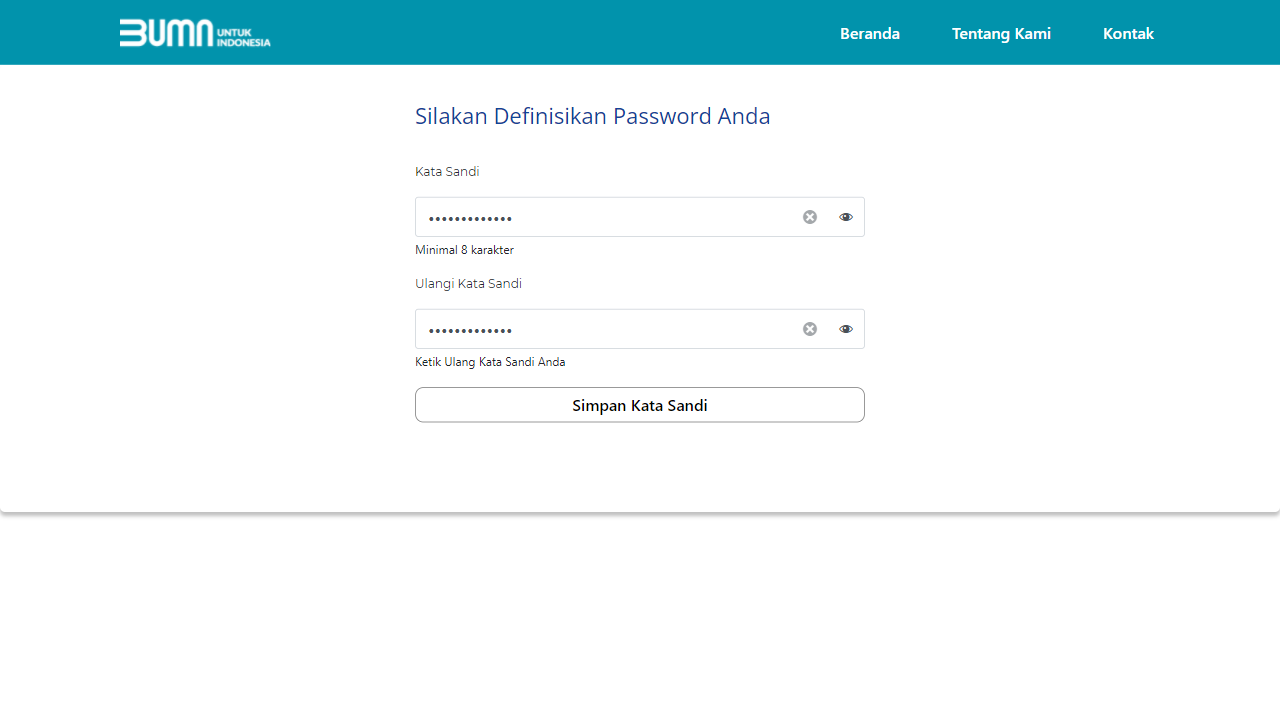 BUMN UNTUK
INDONESIA
Beranda Tentang Kami Kontak
Silakan Definisikan Password Anda
Kata Sandi
•••••••••••••
Minimal 8 karakter
Ulangi Kata Sandi
•••••••••••••
Ketik Ulang Kata Sandi Anda
Simpan Kata Sandi